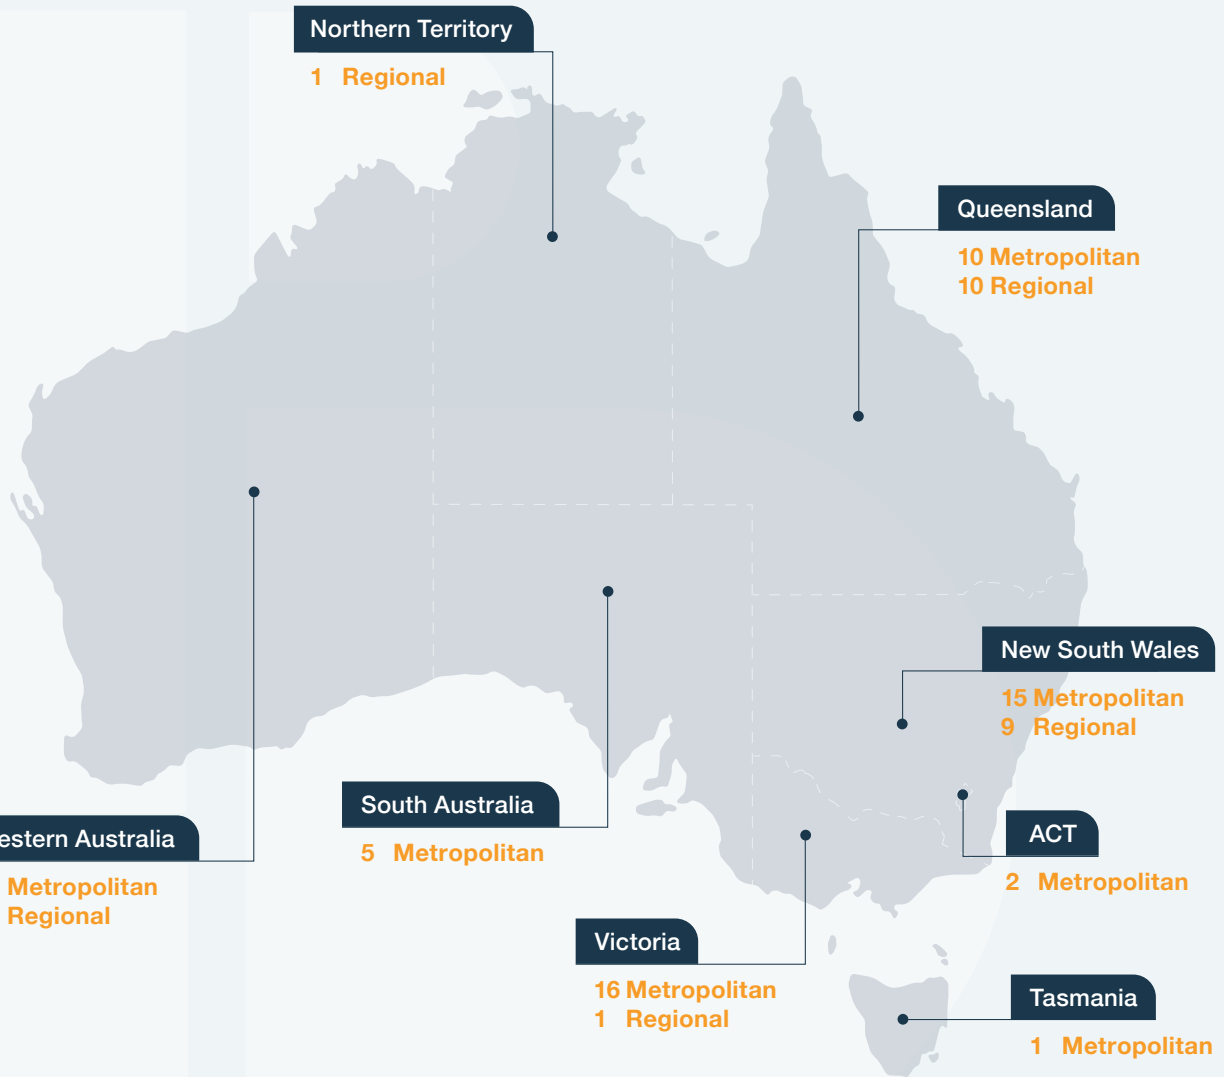 Northern Territory
1 Regional
Queensland
10 Metropolitan
10 Regional
New South Wales
15 Metropolitan
9 Regional
South Australia
5 Metropolitan
estern Australia
Metropolitan
Regional
ACT
2 Metropolitan
Victoria
16 Metropolitan
1 Regional
Tasmania
1 Metropolitan